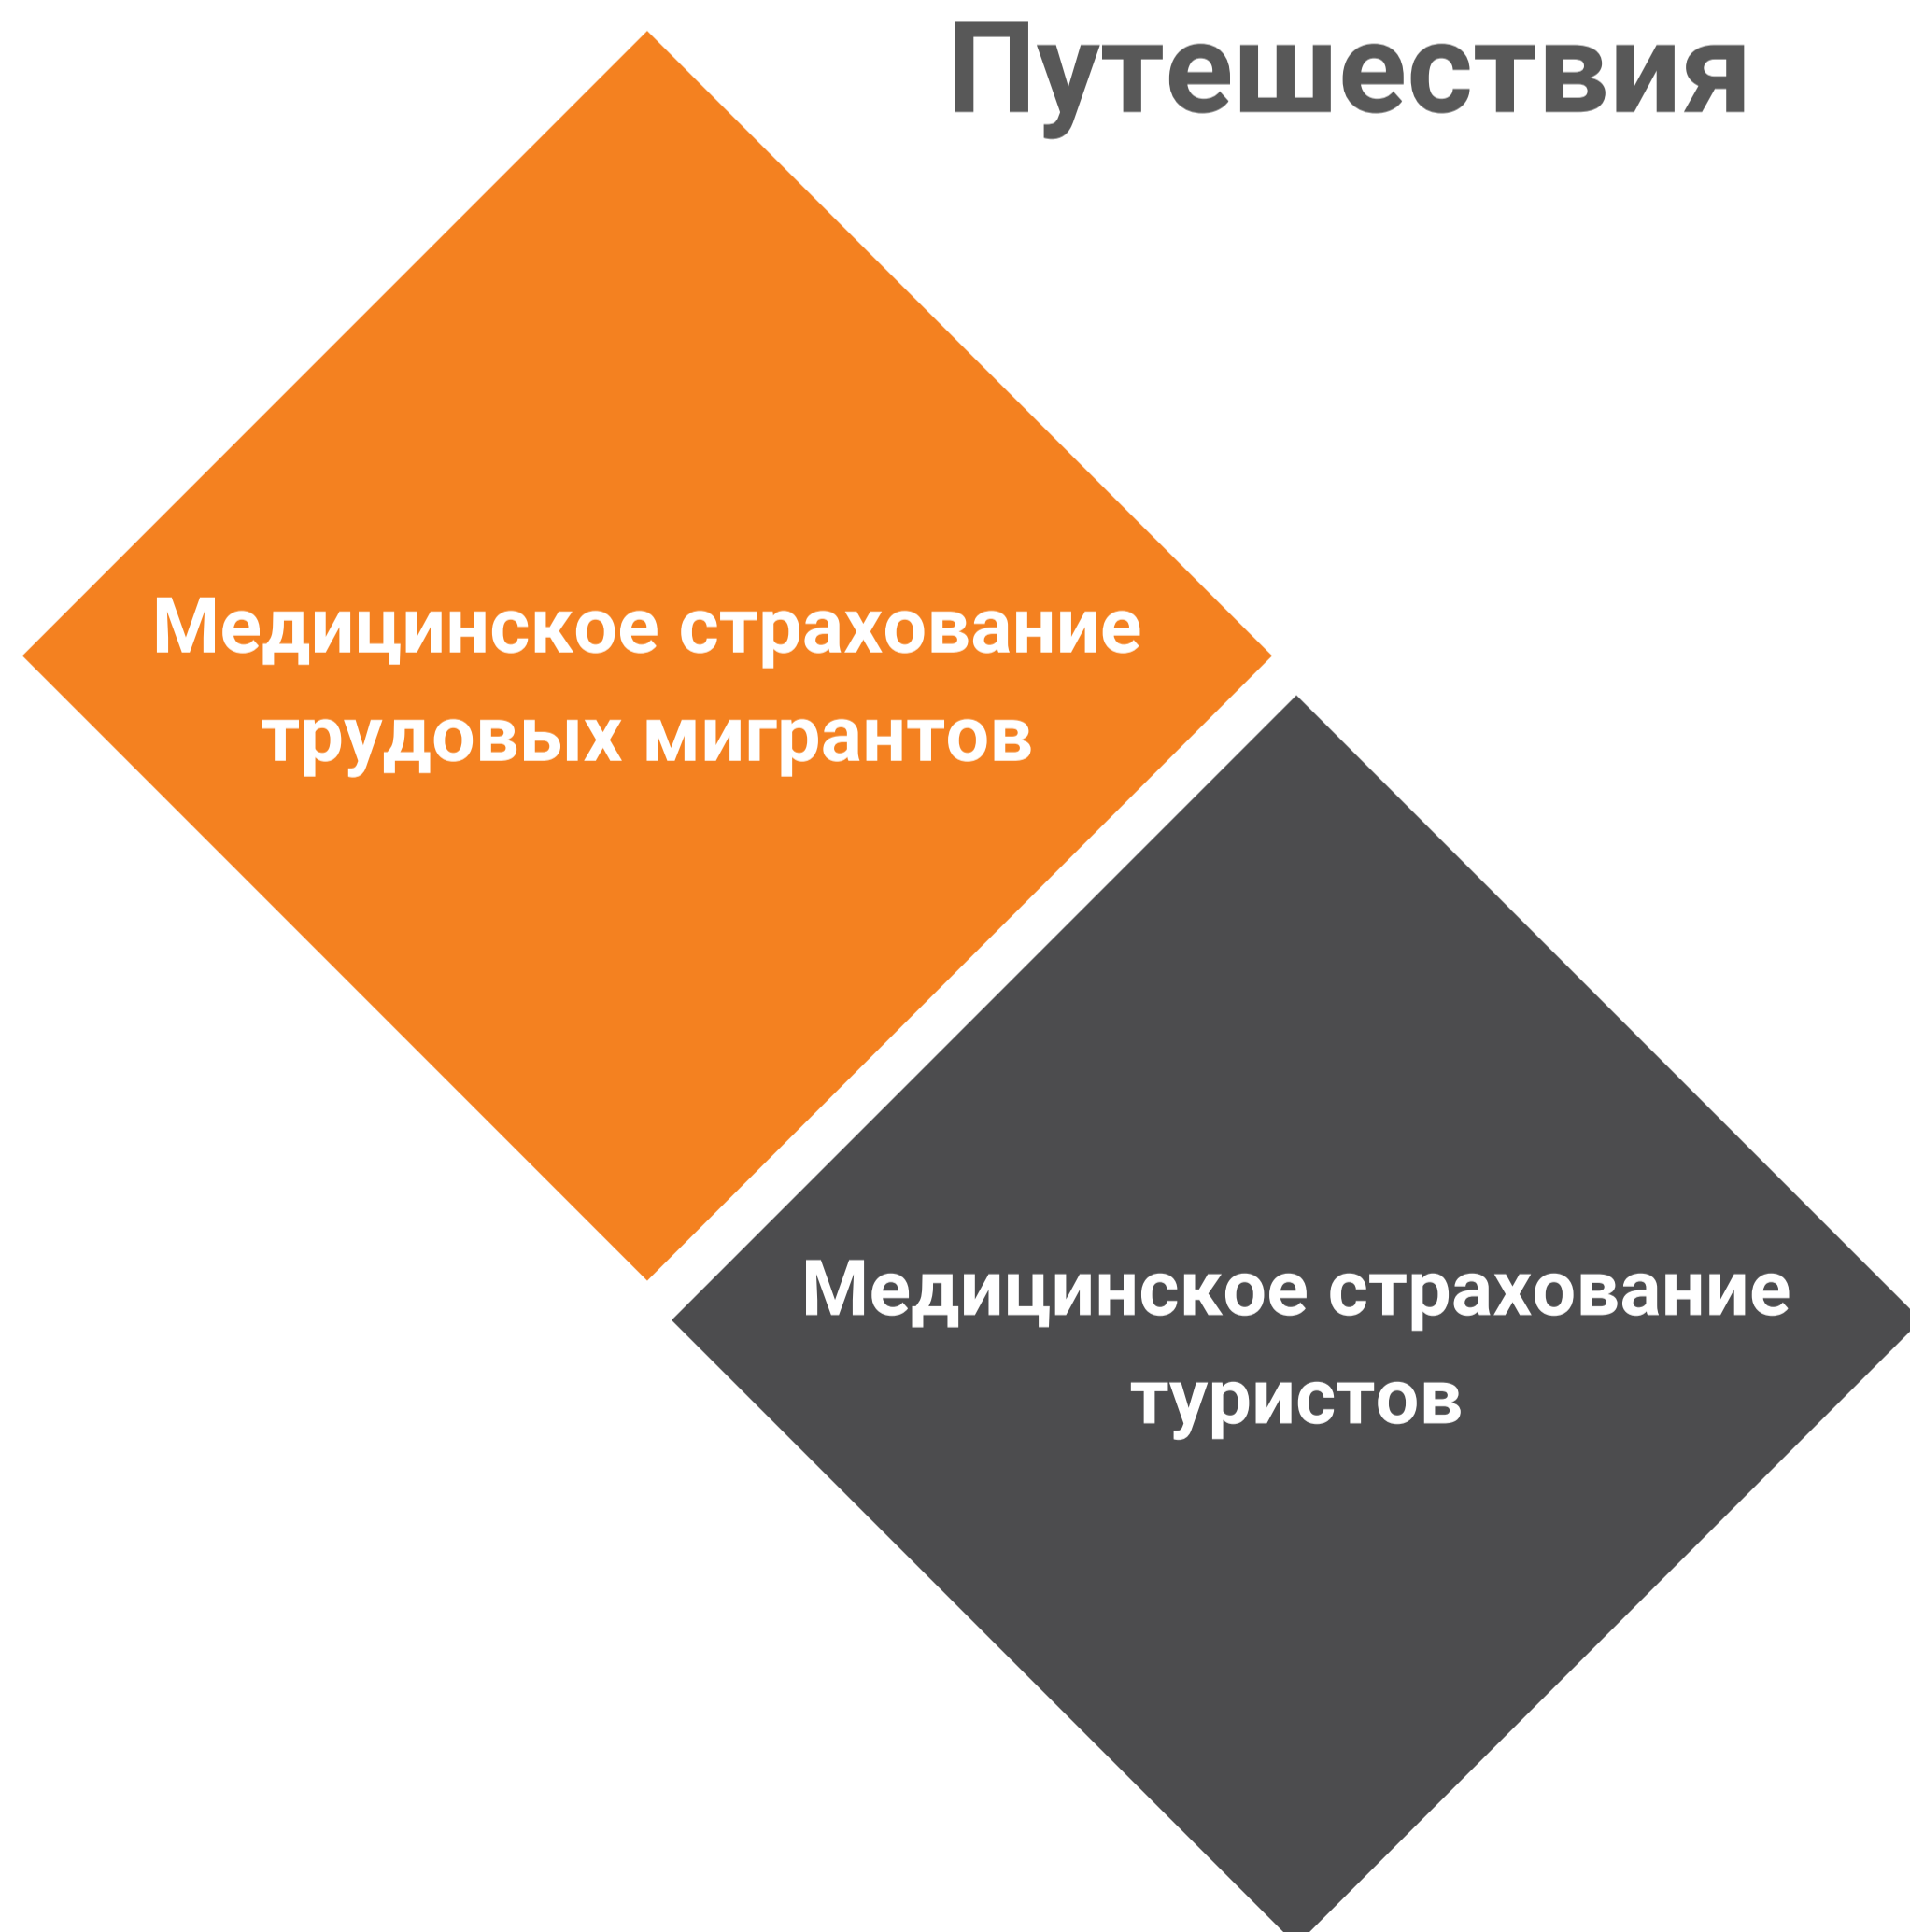 Путешествия
Медицинское страхование
трудовых мигрантов
Медицинское страхование
туристов